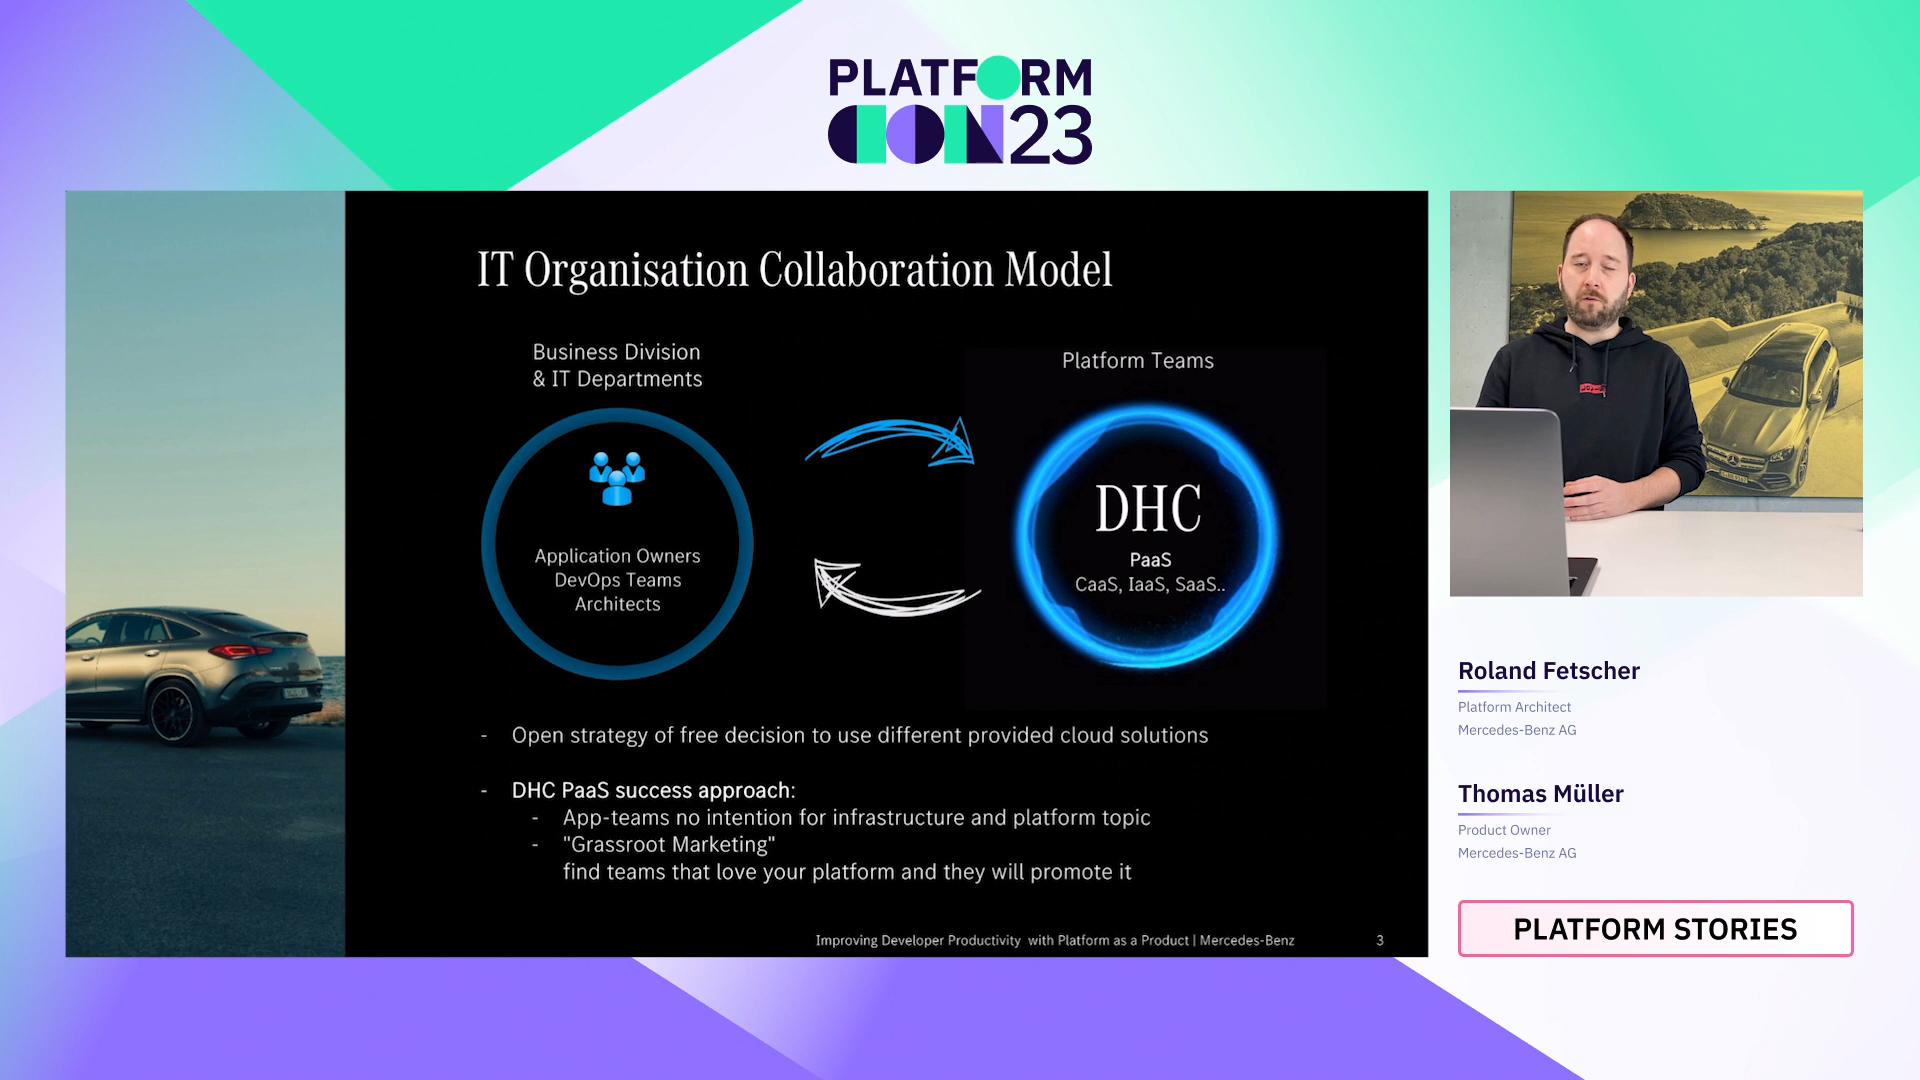 PLATFORM
CON23
IT Organisation Collaboration Model
Business Division
& IT Departments
Platform Teams
Application Owners
DevOps Teams
Architects
DHC
PaaS
CaaS, IaaS, SaaS..
- Open strategy of free decision to use different provided cloud solutions
- DHC PaaS success approach:
- App-teams no intention for infrastructure and platform topic
- "Grassroot Marketing"
find teams that love your platform and they will promote it
Improving Developer Productivity with Platform as a Product | Mercedes-Benz
3
Roland Fetscher
Platform Architect
Mercedes-Benz AG
Thomas Müller
Product Owner
Mercedes-Benz AG
PLATFORM STORIES